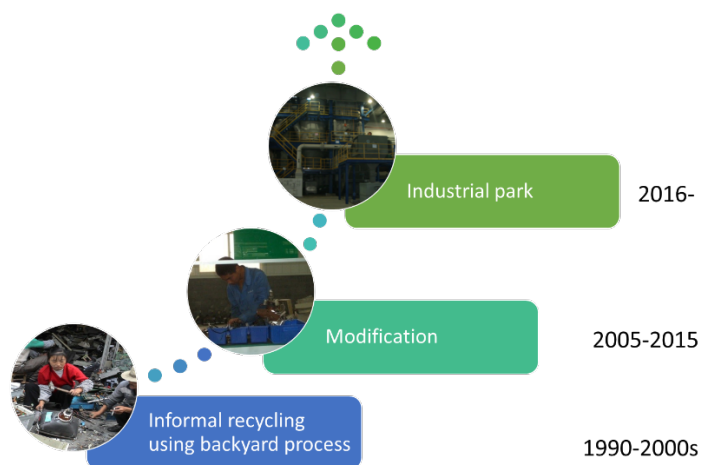 Industrial park
2016-
Modification
2005-2015
Informal recycling
using backyard process
1990-2000s